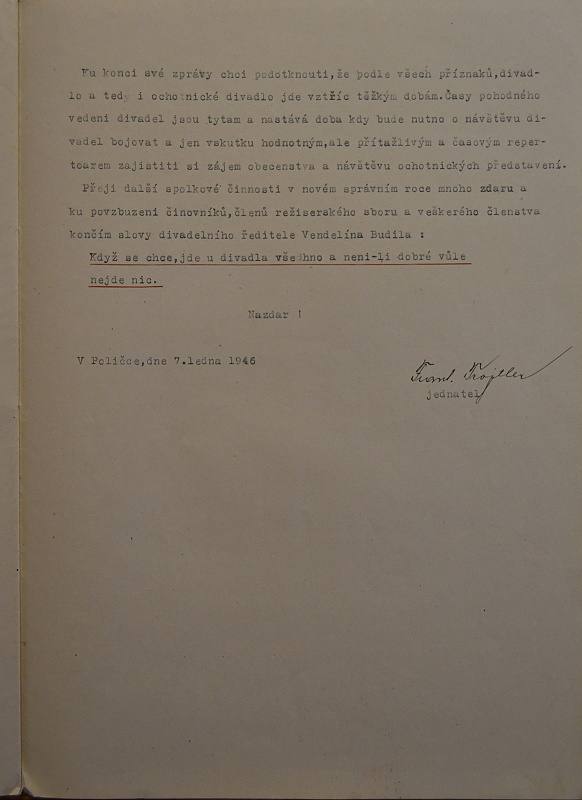 Ku konci své zprávy chci podotknouti,že podle všech příznaků,divad-
lo a tedy i ochotnické divadlo jde vztříc těžkým dobám.Časy pohodného
vedení divadel jsou tytam a nastává doba kdy bude nutno o návštěvu di-
vadel bojovat a jen vskutku hodnotným,ale přitažlivým a časovým reper-
toarem zajistiti si zájem obecenstva a návštěvu ochotnických představení.
Přeji další spolkové činnosti v novém správním roce mnoho zdaru a
ku povzbuzení činovníků,členů režiserského sboru a veškerého členstva
končím slovy divadelního ředitele Vendelína Budila :
Když se chce,jde u divadla všechno a neni-li dobré vůle
nejde nic.
Nazdar !
V Poličce,dne 7.ledna 1946
Frant.
jednatel